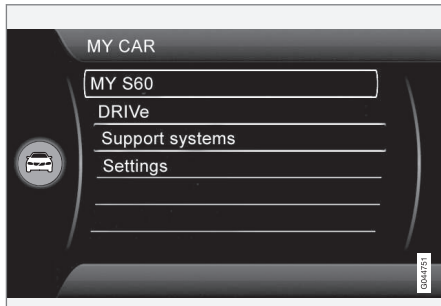 MY CAR
MY S60
DRIVe
Support systems
Settings
G044751